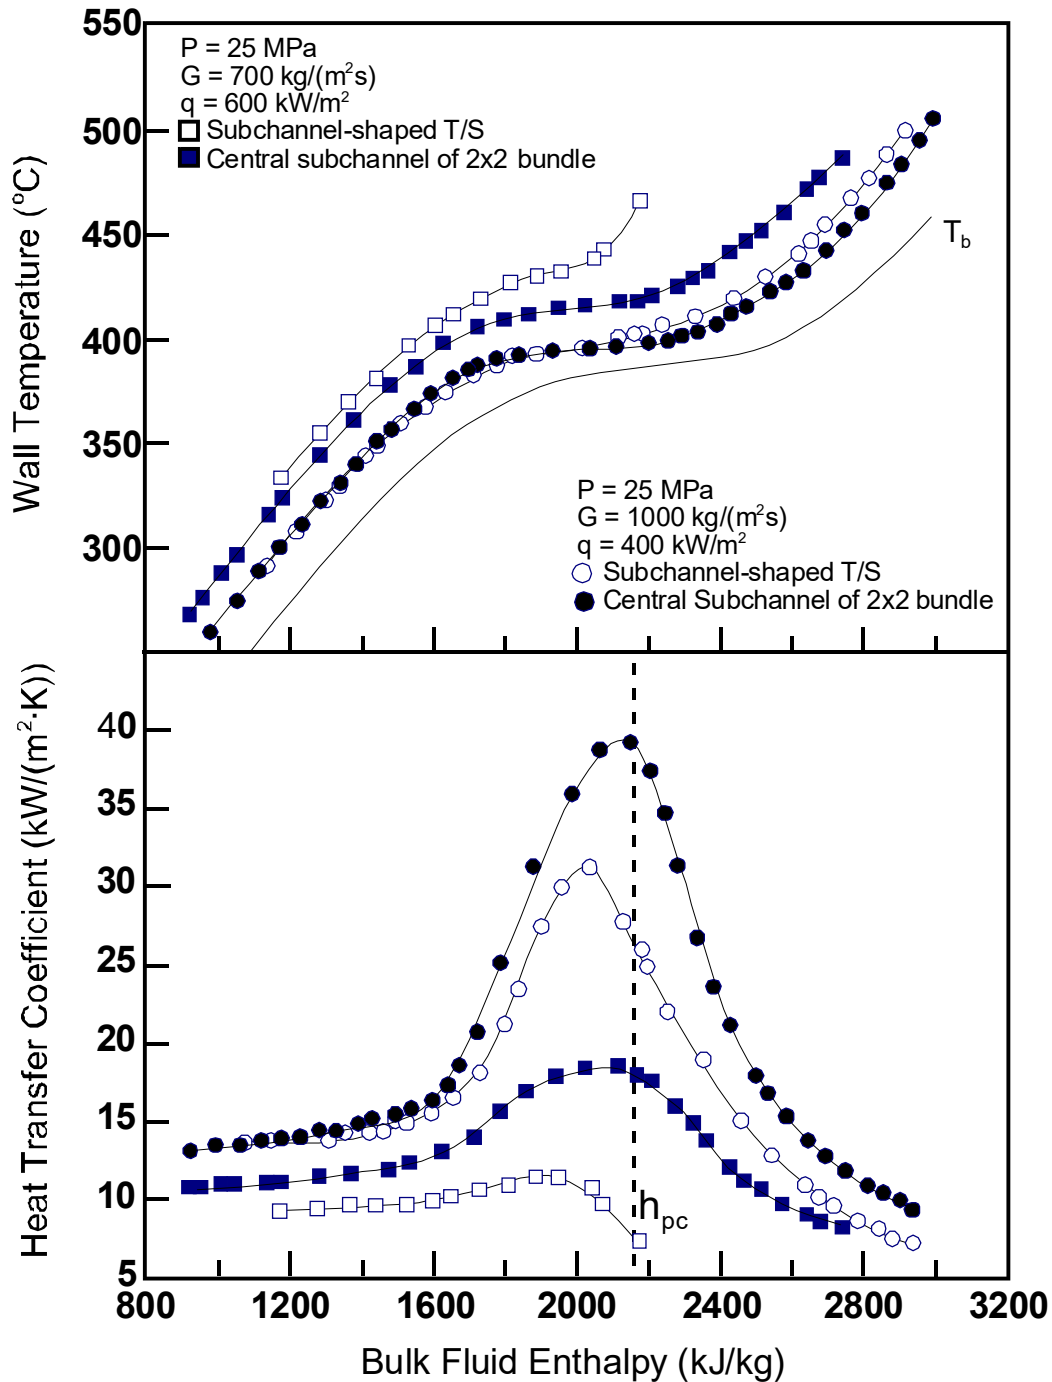 550
P = 25 MPa
G = 700 kg/(m²s)
q = 600 kW/m²
Subchannel-shaped T/S
Central subchannel of 2x2 bundle
500
450
400
350
300
Wall Temperature (ºC)
T_b
P = 25 MPa
G = 1000 kg/(m²s)
q = 400 kW/m²
Subchannel-shaped T/S
Central Subchannel of 2x2 bundle
40
35
30
25
20
15
10
5
Heat Transfer Coefficient (kW/(m²·K))
h_pc
800 1200 1600 2000 2400 2800 3200
Bulk Fluid Enthalpy (kJ/kg)